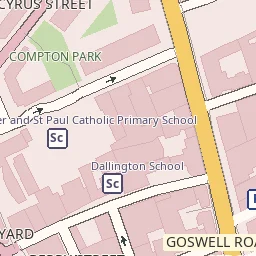 CYRUS STREET
COMPTON PARK
er and St Paul Catholic Primary School
Sc
Dallington School
Sc
YARD
GOSWELL ROA